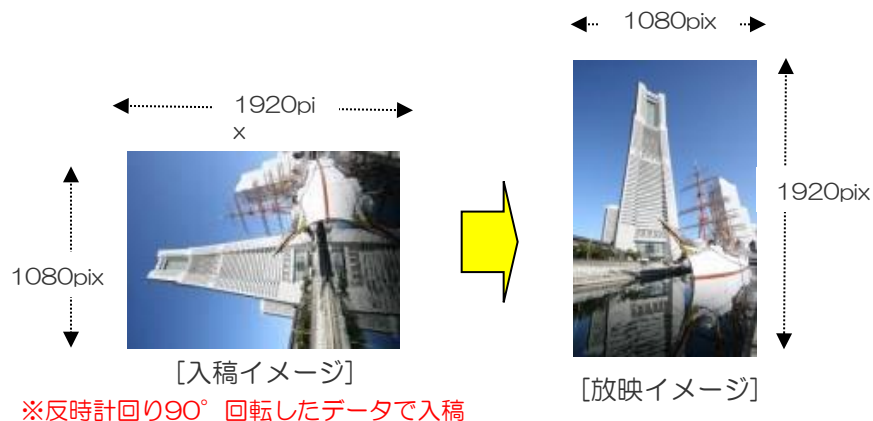 1080pix
1920pi
x
1920pix
1080pix
[入稿イメージ]
[放映イメージ]
※反時計回り90°回転したデータで入稿